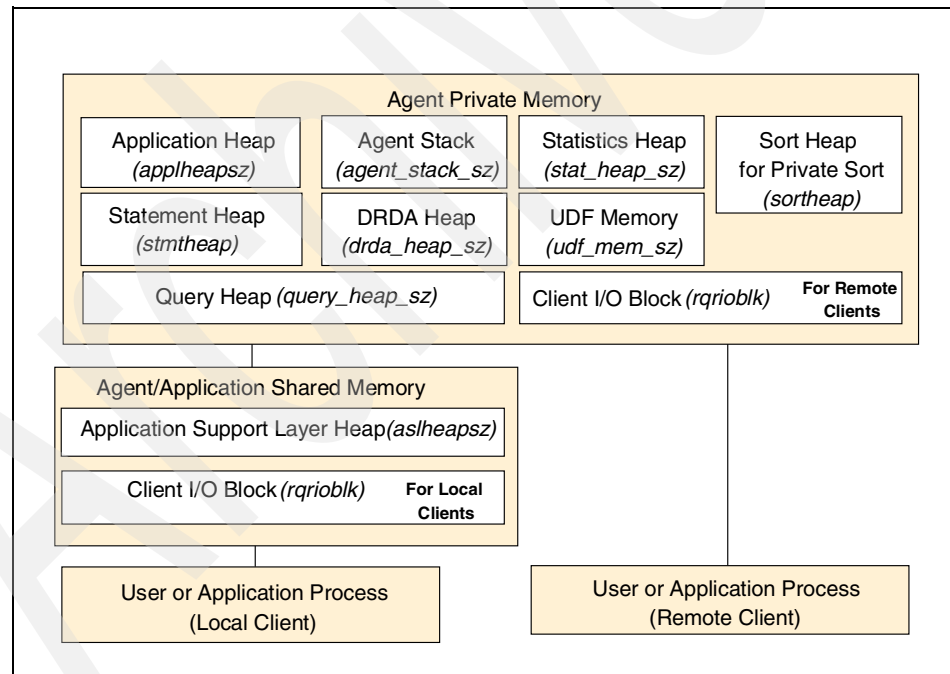 Agent Private Memory
Application Heap
(applheapsz)
Agent Stack
(agent_stack_sz)
Statistics Heap
(stat_heap_sz)
Sort Heap
for Private Sort
(sortheap)
Statement Heap
(stmtheap)
DRDA Heap
(drda_heap_sz)
UDF Memory
(udf_mem_sz)
Query Heap (query_heap_sz)
Client I/O Block (rqrioblk)
For Remote
Clients
Agent/Application Shared Memory
Application Support Layer Heap(aslheapsz)
Client I/O Block (rqrioblk)
For Local
Clients
User or Application Process
(Local Client)
User or Application Process
(Remote Client)